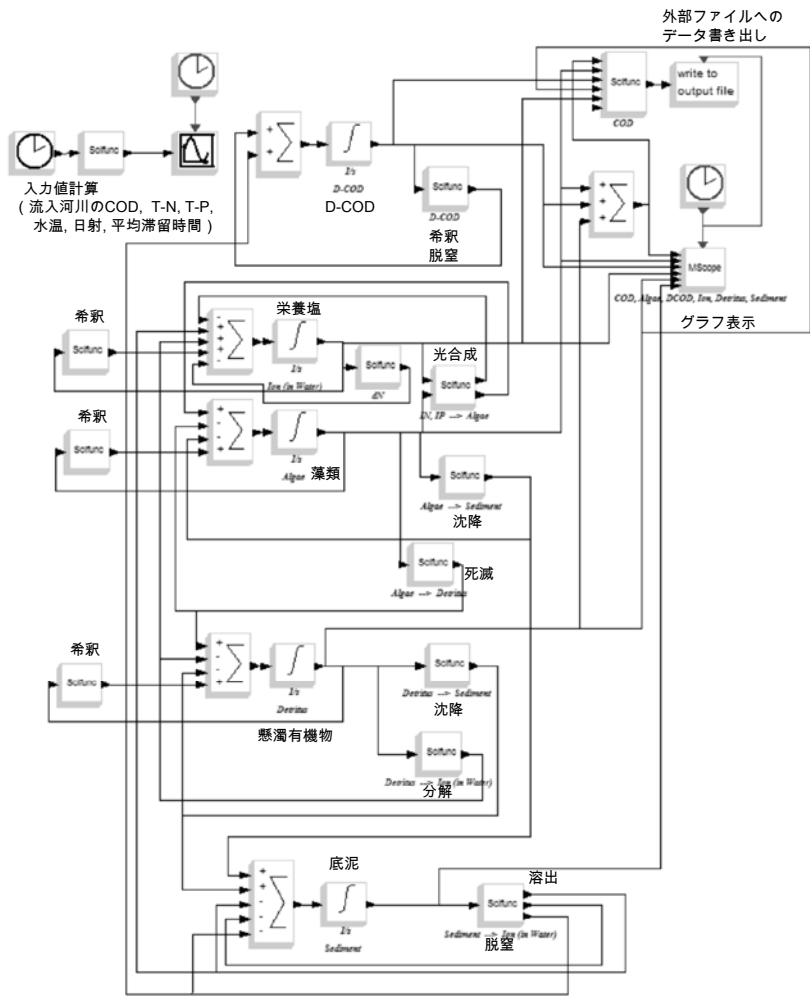 外部ファイルへの
データ書き出し
Scifunc
COD
write to
output file
Scifunc
入力値計算
(流入河川のCOD, T-N, T-P,
水温, 日射, 平均滞留時間)
+
+
Σ
∫
1/s
D-COD
D-COD
Scifunc
D-COD
希釈
脱窒
+
+
+
Σ
MScope
COD, Algae, DCOD, Ion, Detritus, Sediment
グラフ表示
希釈
Scifunc
-
+
+
+
-
Σ
栄養塩
∫
1/s
Ion (in Water)
Scifunc
dN
光合成
Scifunc
IN, IP --> Algae
希釈
Scifunc
+
-
-
+
Σ
∫
1/s
Algae
藻類
Scifunc
Algae --> Sediment
沈降
Scifunc
死滅
Algae --> Detritus
希釈
Scifunc
+
-
-
+
Σ
∫
1/s
Detritus
懸濁有機物
Scifunc
Detritus --> Sediment
沈降
Scifunc
Detritus --> Ion (in Water)
分解
+
+
-
-
-
Σ
底泥
∫
1/s
Sediment
溶出
Scifunc
Sediment --> Ion (in Water)
脱窒